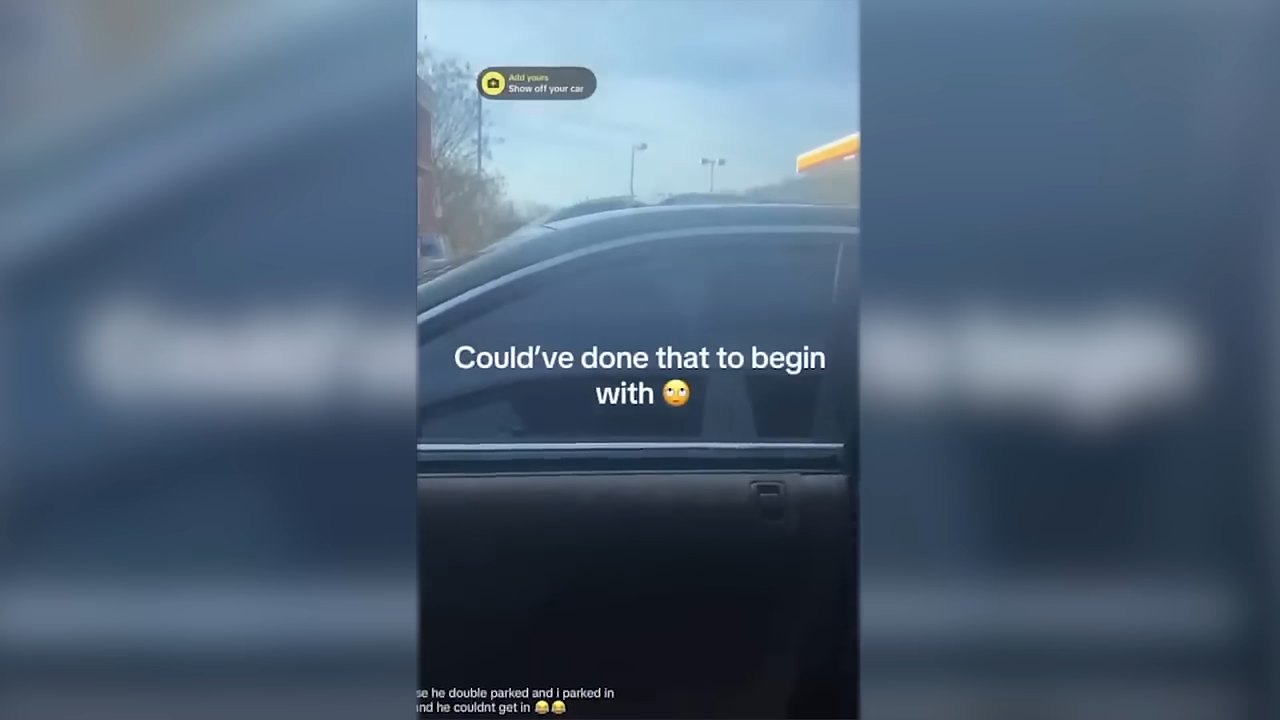 Add yours
Show off your car
Could've done that to begin
with 🙄
se he double parked and i parked in
nd he couldnt get in 😂😂